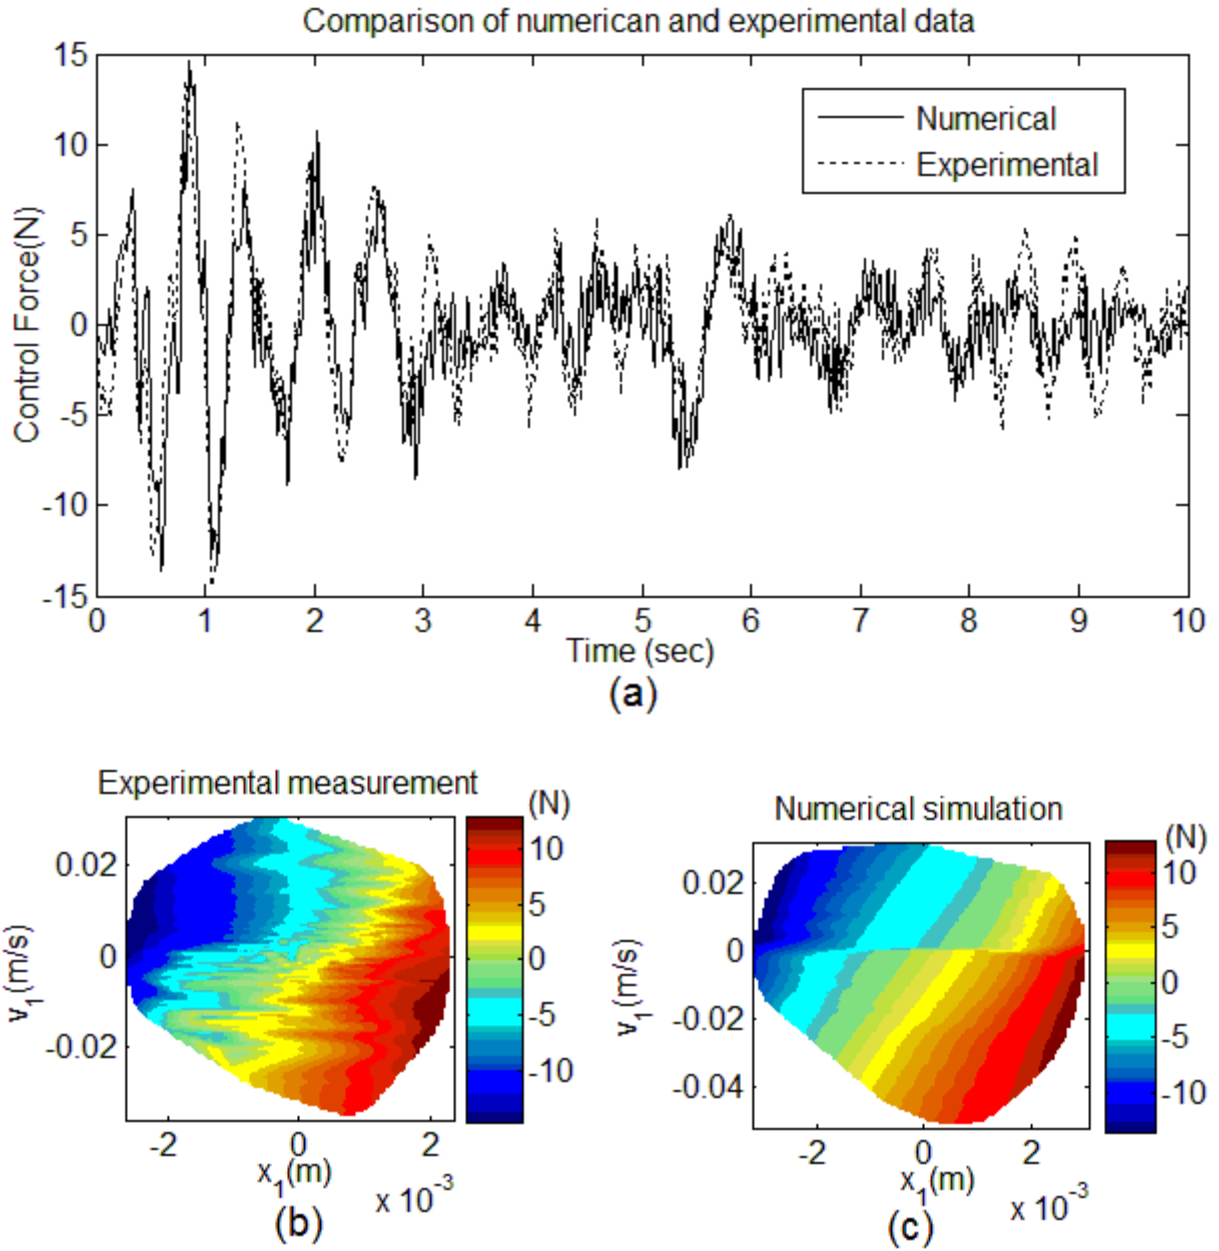 Comparison of numerican and experimental data
Control Force(N)
15
10
5
0
-5
-10
-15
Numerical
Experimental
0 1 2 3 4 5 6 7 8 9 10
Time (sec)
(a)
Experimental measurement
(N)
v1(m/s)
0.02
0
-0.02
10
5
0
-5
-10
-2 0 2
x1(m)
x 10-3
(b)
Numerical simulation
(N)
v1(m/s)
0.02
0
-0.02
-0.04
10
5
0
-5
-10
-2 0 2
x1(m)
x 10-3
(c)